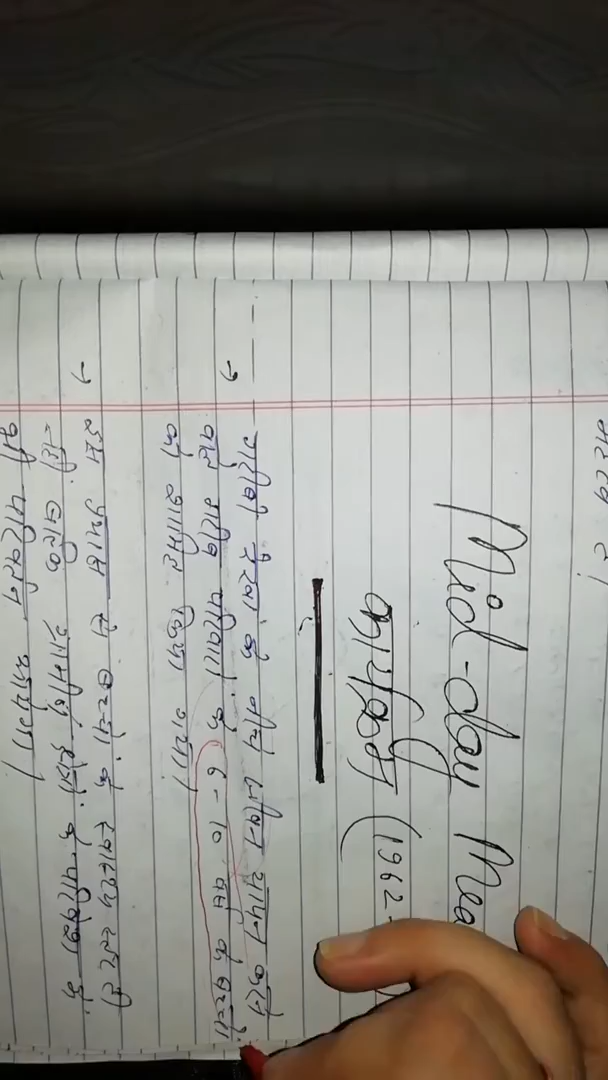 Mid-day Mea
कार्यक्रम (1962-
→ गरीबी रेखा के नीचे जीवन यापन करने
वाले गरीब परिवारों के 6-10 वर्ष के बच्चों
को शामिल किया गया।
→ इस प्रयास से बच्चों के स्वास्थ्य स्तर ही
नहीं बल्कि ग्रामीण क्षेत्रों के परिवेश में
भी परिवर्तन आयेगा।